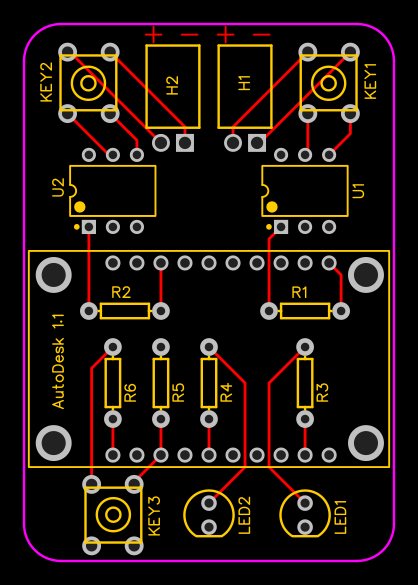 KEY2
H2
H1
KEY1
U2
U1
R2
R1
AutoDesk 1.1
R6
R5
R4
R3
KEY3
LED2
LED1